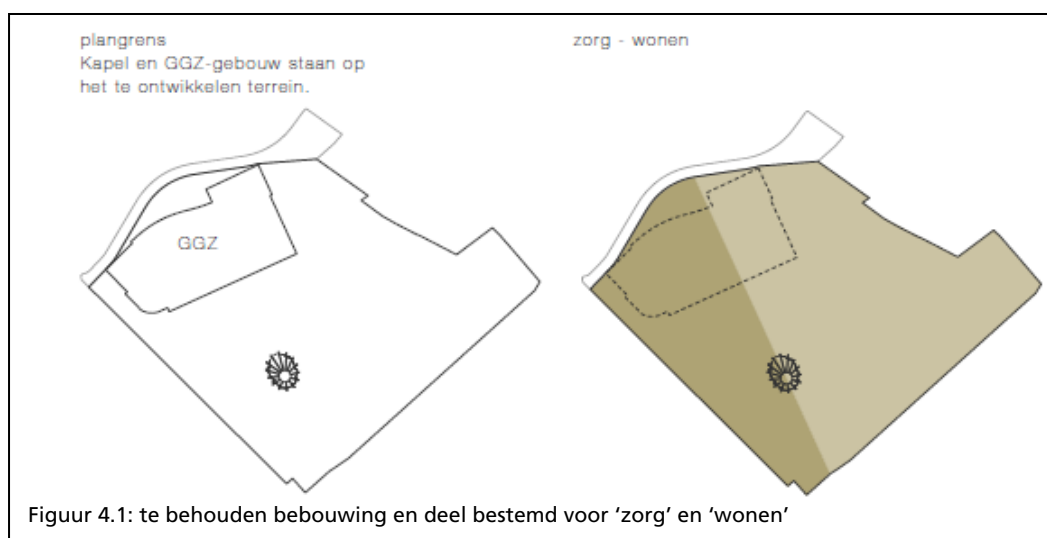 plangrens
Kapel en GGZ-gebouw staan op
het te ontwikkelen terrein.
zorg - wonen
GGZ
Figuur 4.1: te behouden bebouwing en deel bestemd voor ‘zorg’ en ‘wonen’